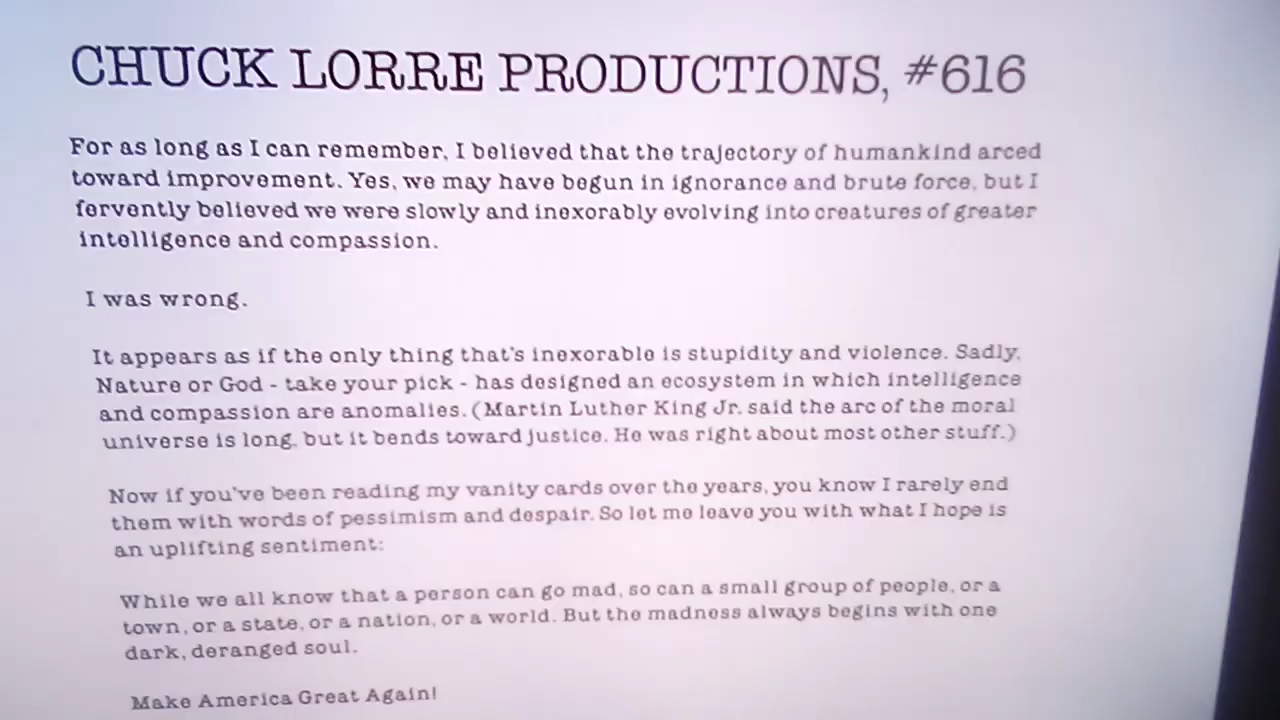 CHUCK LORRE PRODUCTIONS, #616
For as long as I can remember, I believed that the trajectory of humankind arced
toward improvement. Yes, we may have begun in ignorance and brute force, but I
fervently believed we were slowly and inexorably evolving into creatures of greater
intelligence and compassion.
I was wrong.
It appears as if the only thing that's inexorable is stupidity and violence. Sadly,
Nature or God - take your pick - has designed an ecosystem in which intelligence
and compassion are anomalies. (Martin Luther King Jr. said the arc of the moral
universe is long, but it bends toward justice. He was right about most other stuff.)
Now if you've been reading my vanity cards over the years, you know I rarely end
them with words of pessimism and despair. So let me leave you with what I hope is
an uplifting sentiment:
While we all know that a person can go mad, so can a small group of people, or a
town, or a state, or a nation, or a world. But the madness always begins with one
dark, deranged soul.
Make America Great Again!